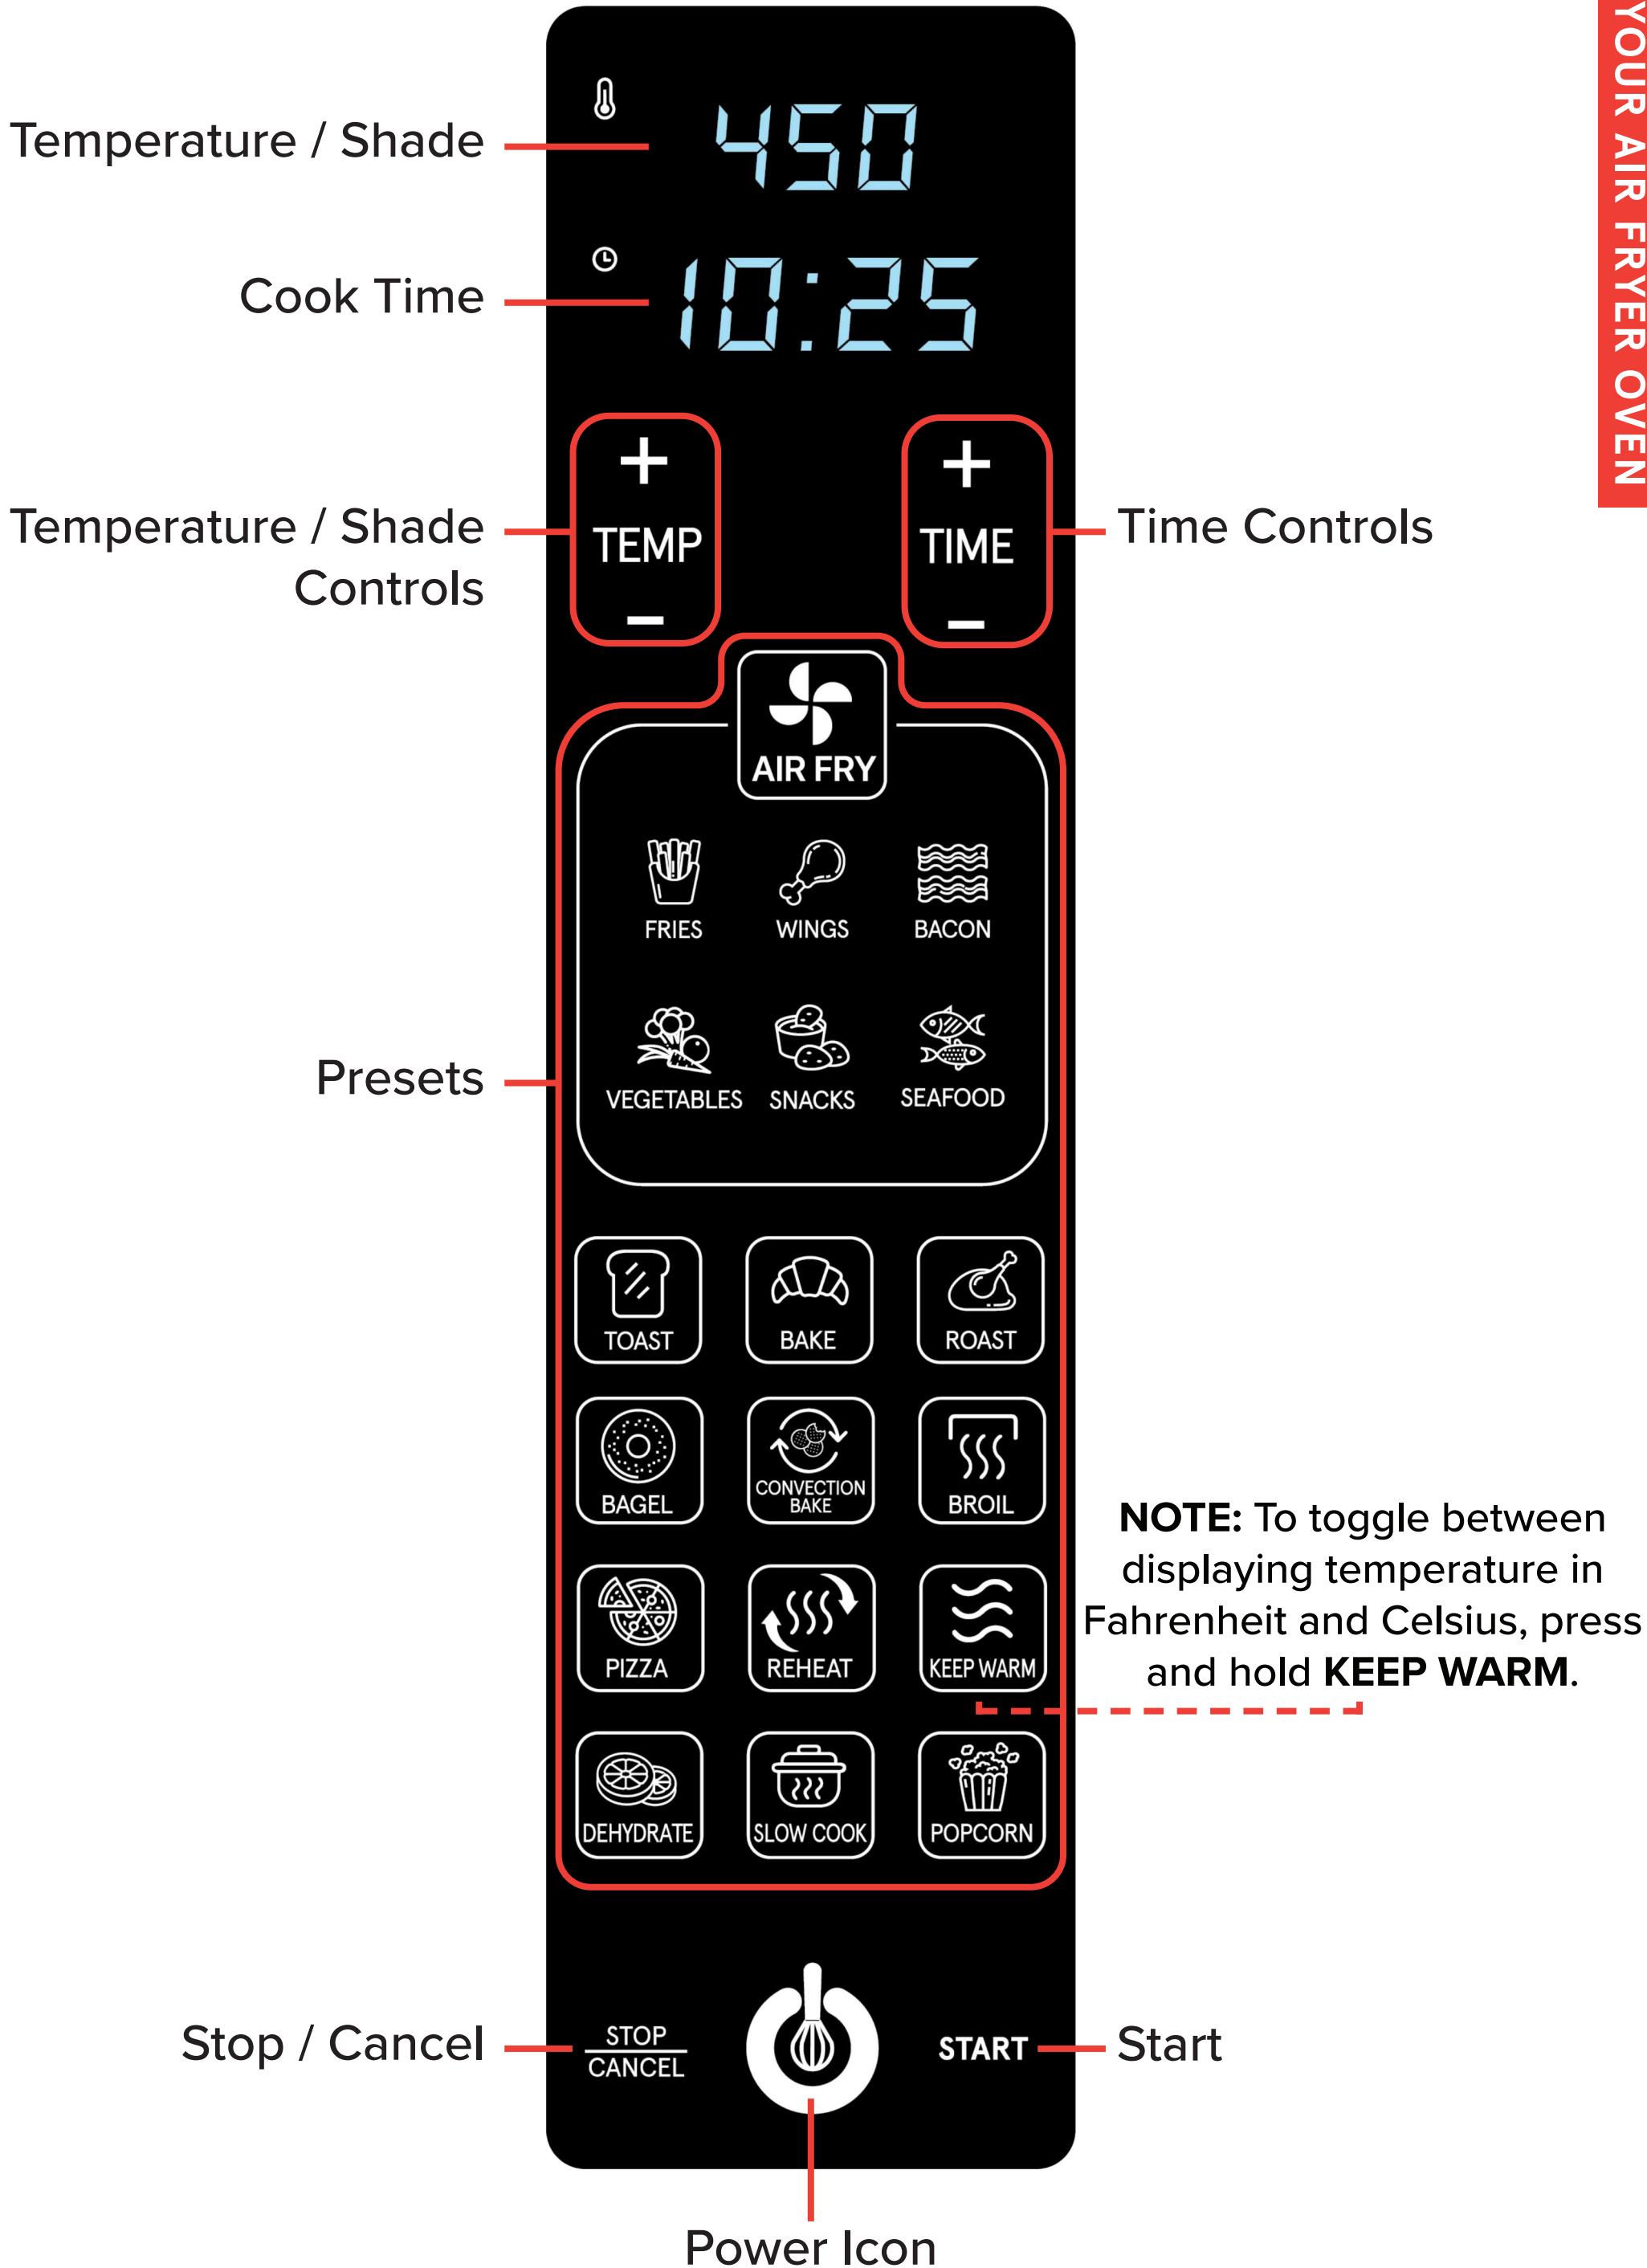 YOUR AIR FRYER OVEN
Temperature / Shade
450
Cook Time
10:25
+
+
Temperature / Shade
Controls
TEMP
TIME
Time Controls
–
–
AIR FRY
FRIES
WINGS
BACON
Presets
VEGETABLES
SNACKS
SEAFOOD
TOAST
BAKE
ROAST
BAGEL
CONVECTION
BAKE
BROIL
NOTE: To toggle between
displaying temperature in
Fahrenheit and Celsius, press
and hold KEEP WARM.
PIZZA
REHEAT
KEEP WARM
DEHYDRATE
SLOW COOK
POPCORN
Stop / Cancel
STOP
CANCEL
START
Start
Power Icon